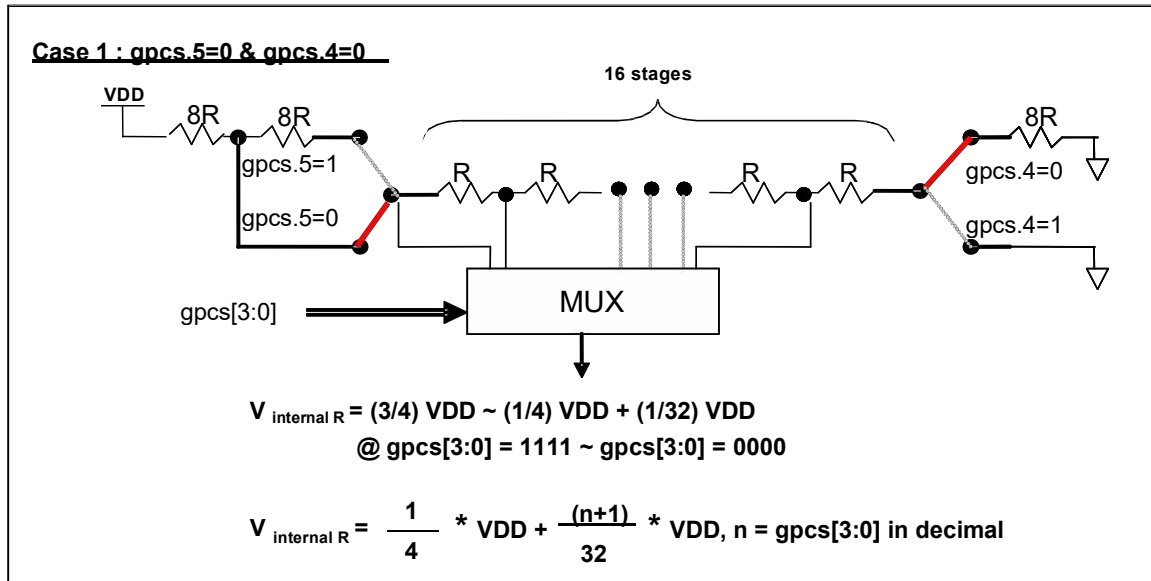 Case 1 : gpcs.5=0 & gpcs.4=0
16 stages
VDD
8R 8R 8R
gpcs.5=1
gpcs.4=0
R R R R
gpcs.5=0
gpcs.4=1
MUX
gpcs[3:0]
V internal R = (3/4) VDD ~ (1/4) VDD + (1/32) VDD
@ gpcs[3:0] = 1111 ~ gpcs[3:0] = 0000
V internal R = 1/4 * VDD + (n+1)/32 * VDD, n = gpcs[3:0] in decimal